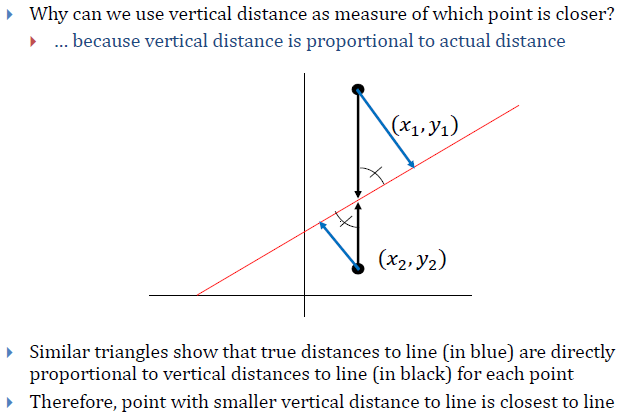 Why can we use vertical distance as measure of which point is closer?
... because vertical distance is proportional to actual distance
(x₁, y₁)
(x₂, y₂)
Similar triangles show that true distances to line (in blue) are directly
proportional to vertical distances to line (in black) for each point
Therefore, point with smaller vertical distance to line is closest to line